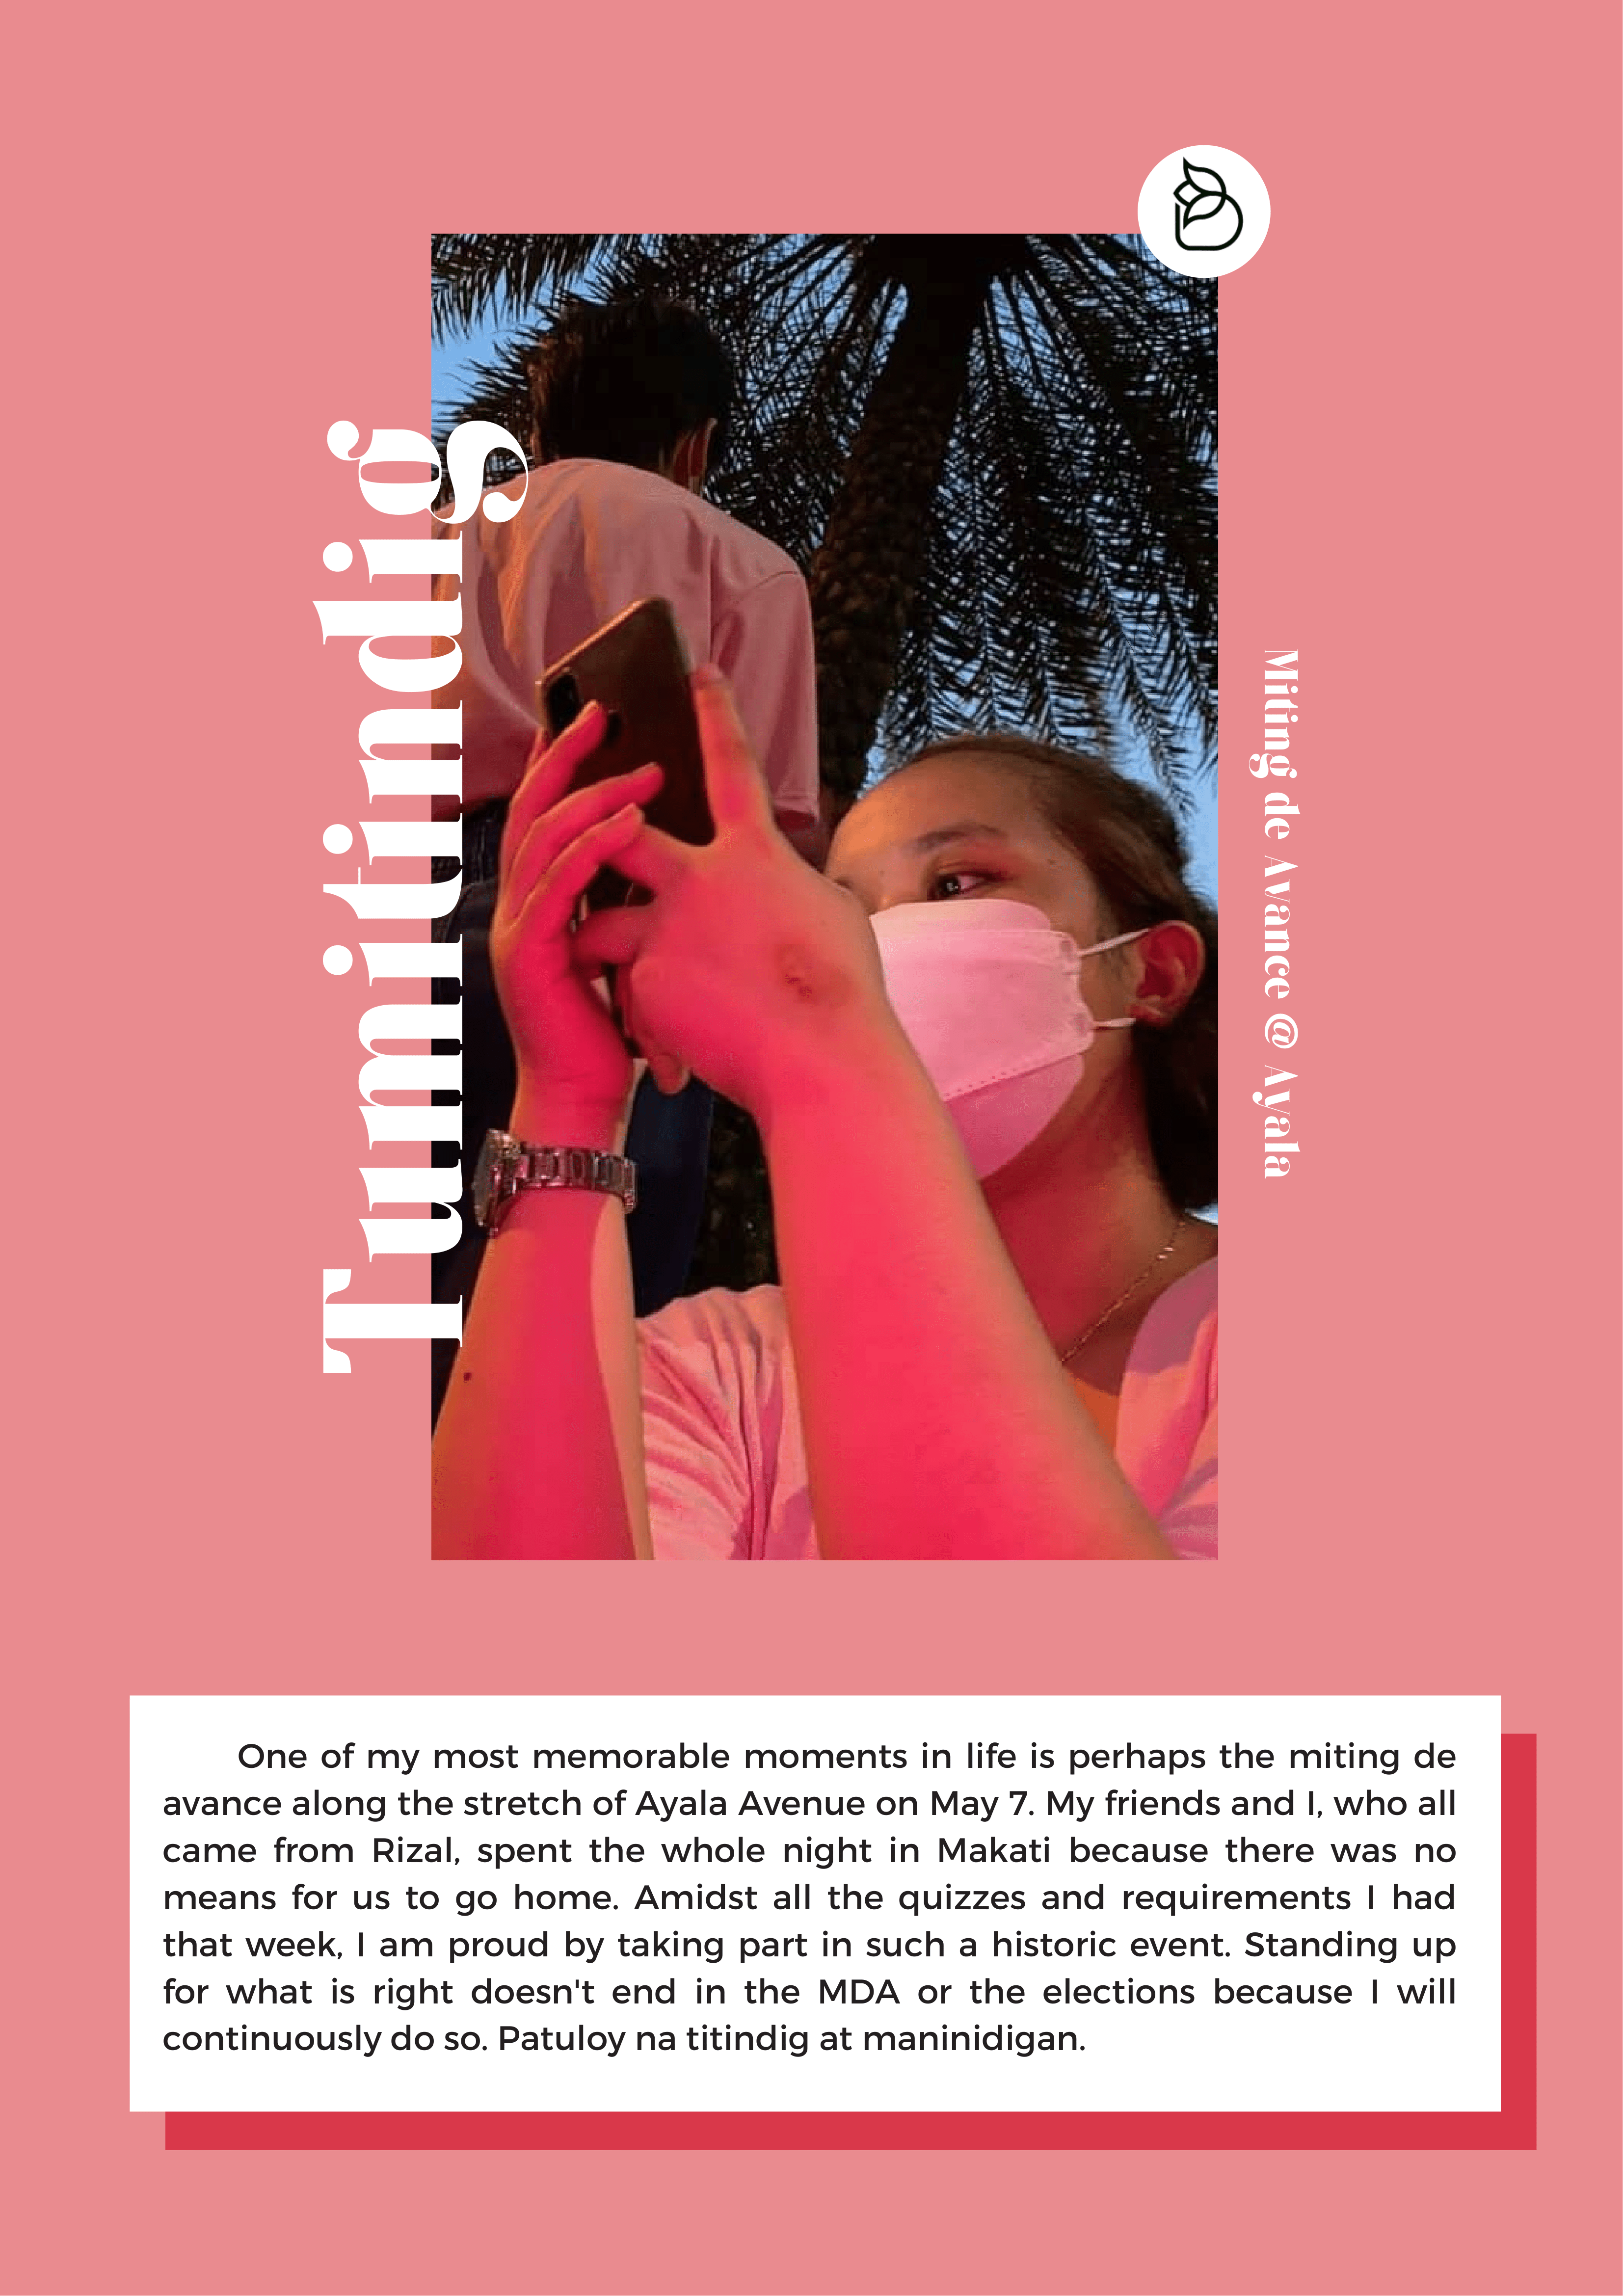 Tumitindig
Miting de Avance @ Ayala
One of my most memorable moments in life is perhaps the miting de
avance along the stretch of Ayala Avenue on May 7. My friends and I, who all
came from Rizal, spent the whole night in Makati because there was no
means for us to go home. Amidst all the quizzes and requirements I had
that week, I am proud by taking part in such a historic event. Standing up
for what is right doesn't end in the MDA or the elections because I will
continuously do so. Patuloy na titindig at maninidigan.